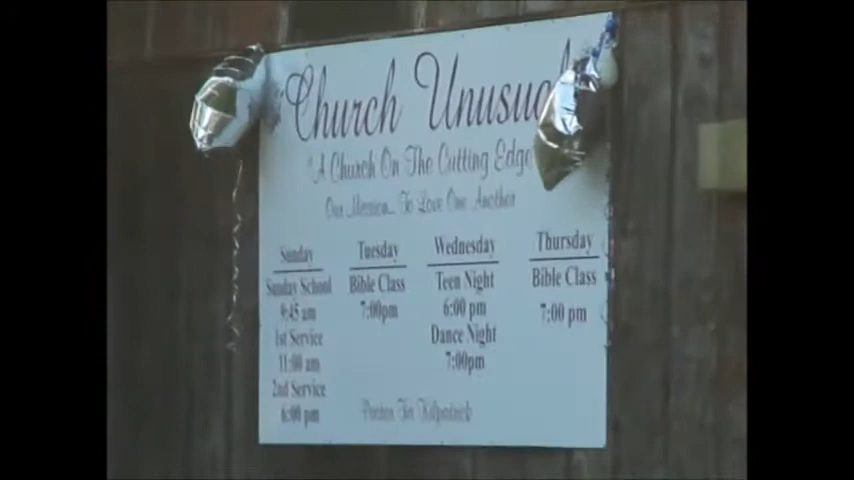 Church Unusual
"A Church On The Cutting Edge
Our Mission... To Love One Another
Sunday
Sunday School
9:45 am
1st Service
11:00 am
2nd Service
6:00 pm
Tuesday
Bible Class
7:00pm
Wednesday
Teen Night
6:00 pm
Dance Night
7:00pm
Thursday
Bible Class
7:00 pm
Pastor Kilpatrick